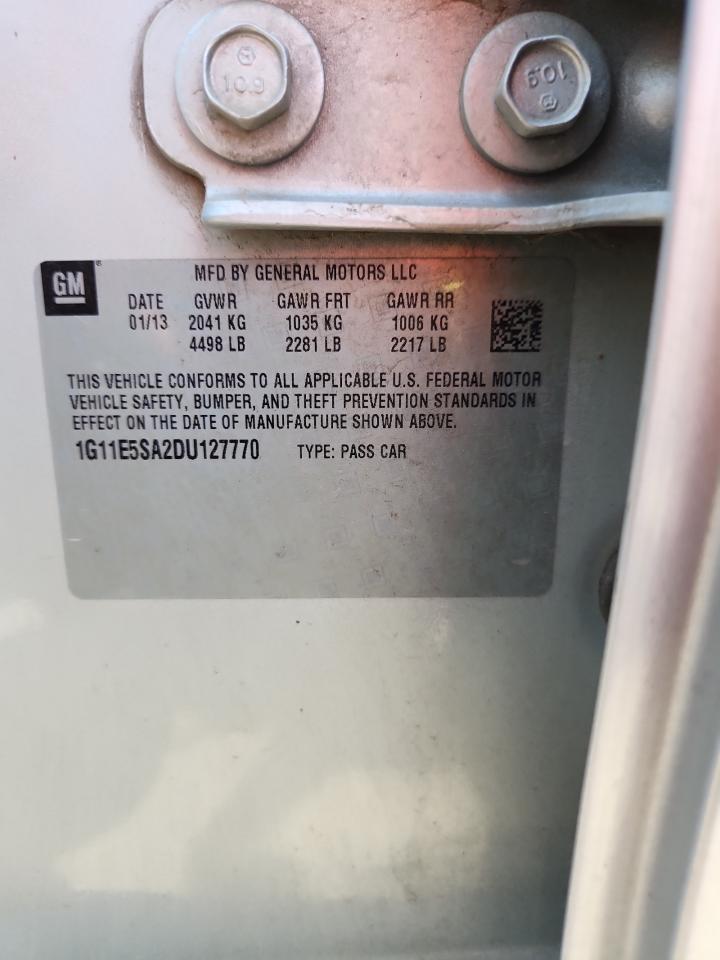 10.9
10.9
GM
®
MFD BY GENERAL MOTORS LLC
DATE GVWR GAWR FRT GAWR RR
01/13 2041 KG 1035 KG 1006 KG
4498 LB 2281 LB 2217 LB
THIS VEHICLE CONFORMS TO ALL APPLICABLE U.S. FEDERAL MOTOR
VEHICLE SAFETY, BUMPER, AND THEFT PREVENTION STANDARDS IN
EFFECT ON THE DATE OF MANUFACTURE SHOWN ABOVE.
1G11E5SA2DU127770 TYPE: PASS CAR